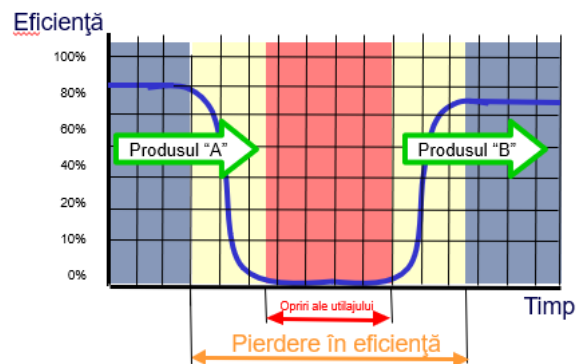 Eficienţă
100%
80%
60%
40%
20%
10%
0%
Produsul “A”
Produsul “B”
Opriri ale utilajului
Timp
Pierdere în eficienţă